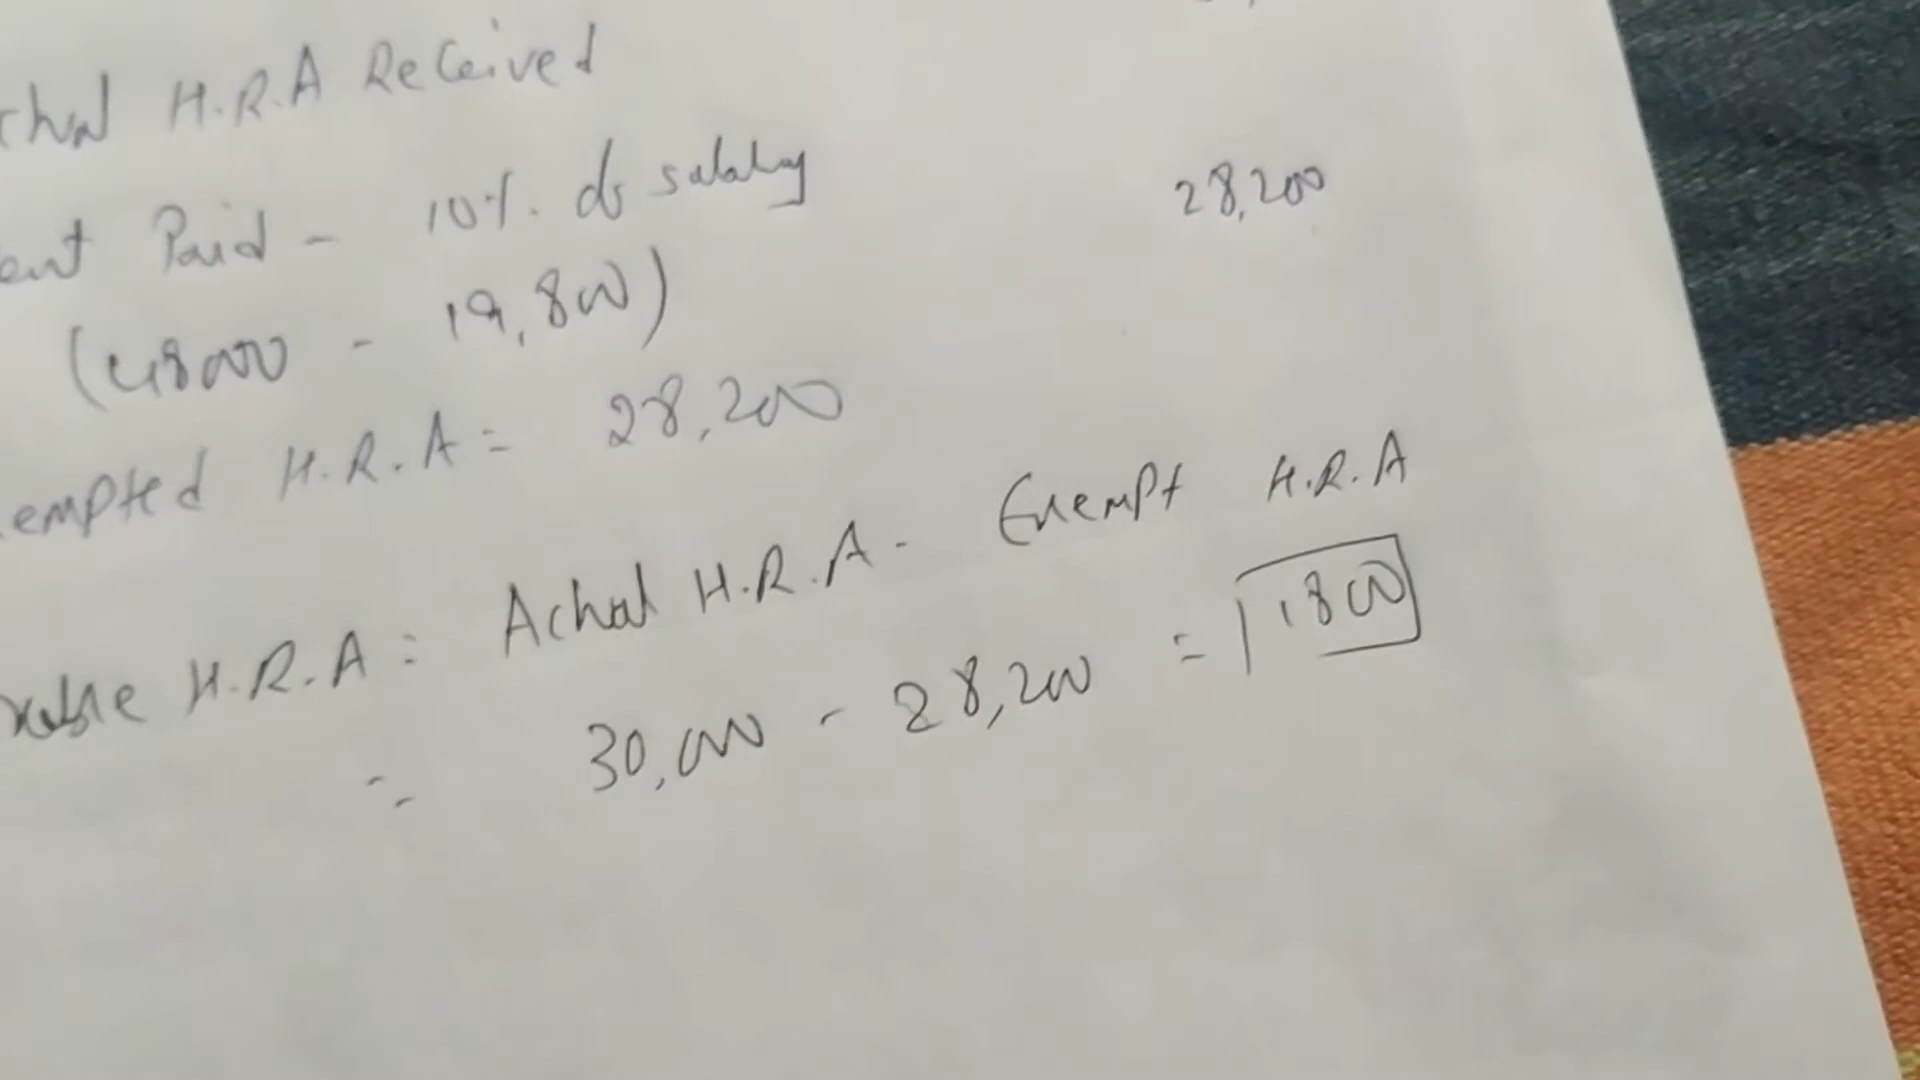 H.R.A Received
Paid - 10%. of salary 28,200
(48000 - 19,800)
empted H.R.A = 28,200
H.R.A = Actual H.R.A - Exempt H.R.A
= 30,000 - 28,200 = 1800